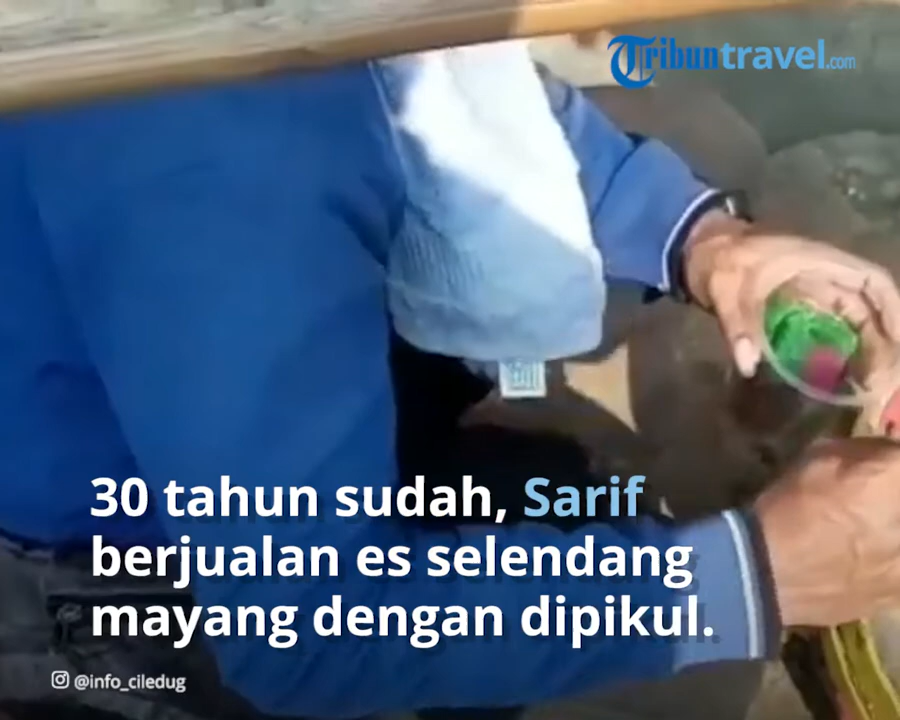 Tribuntravel.com
30 tahun sudah, Sarif
berjualan es selendang
mayang dengan dipikul.
@info_ciledug